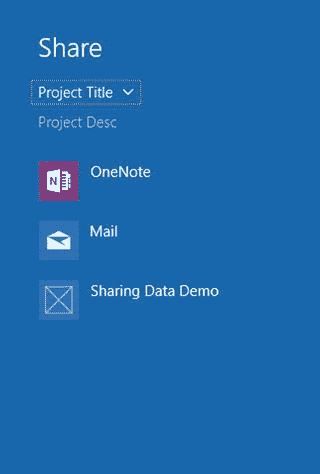 Share
Project Title
Project Desc
N
OneNote
Mail
Sharing Data Demo